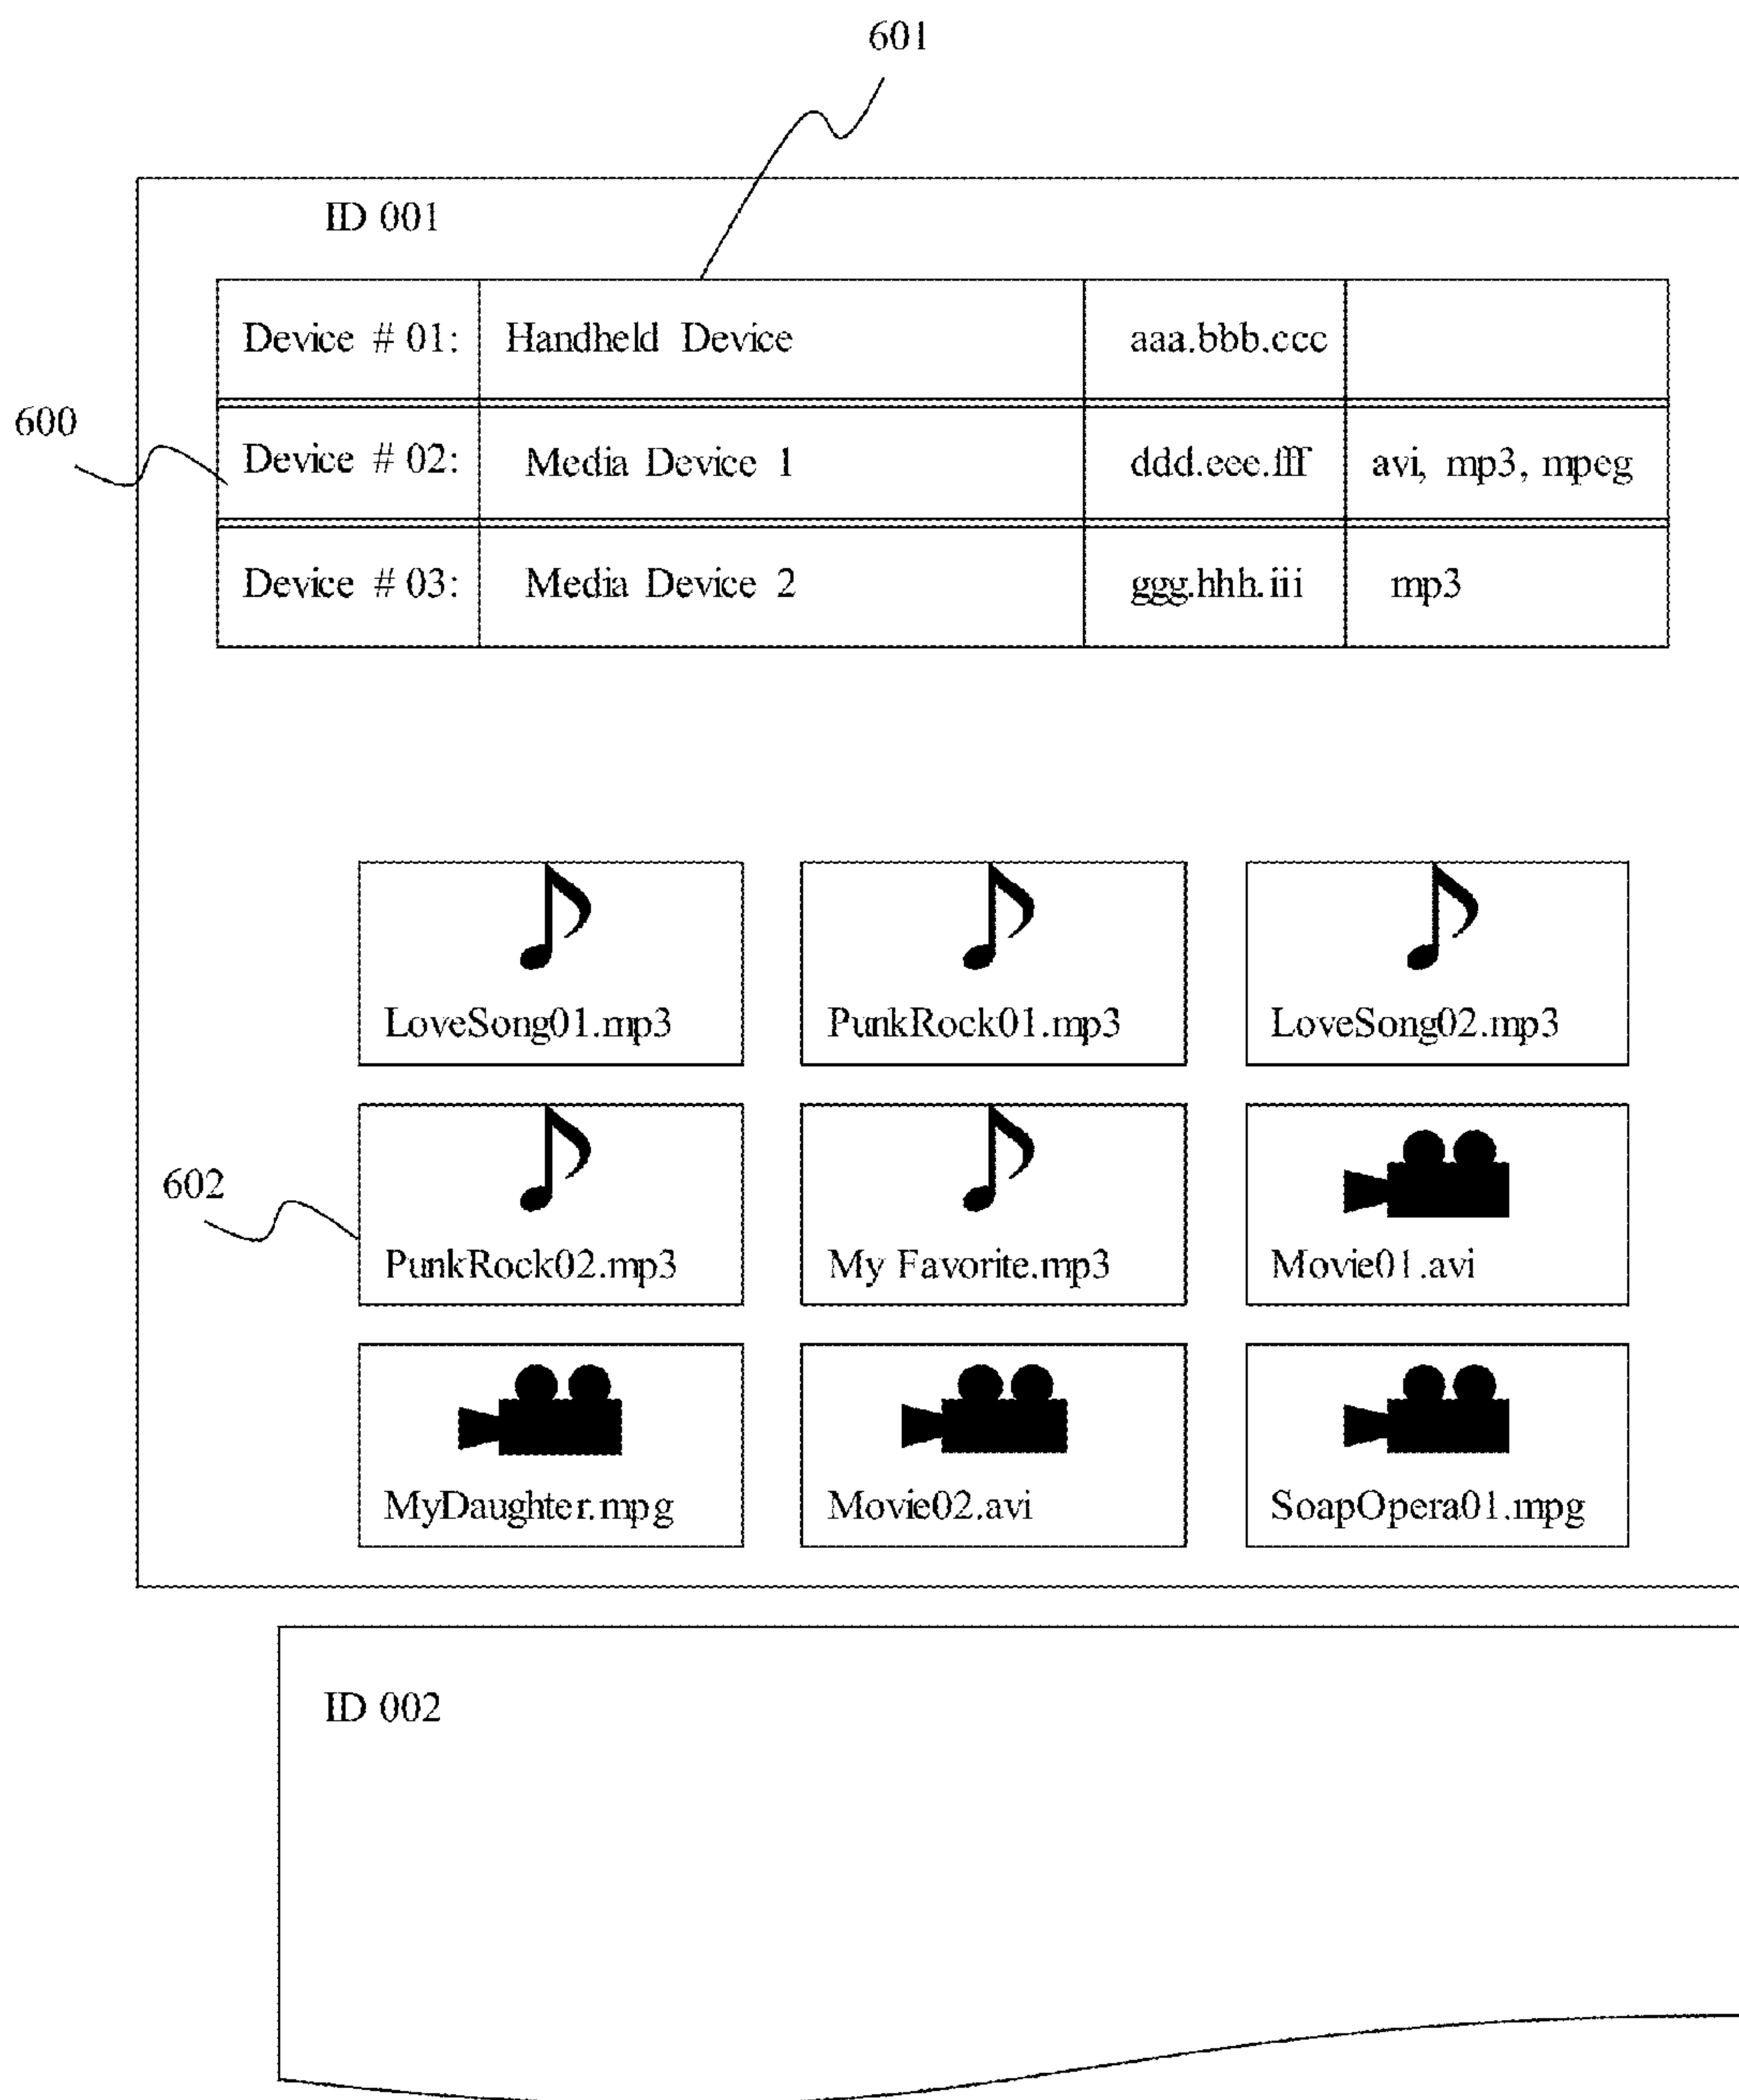 601
ID 001
Device # 01: Handheld Device aaa.bbb.ccc
600
Device # 02: Media Device 1 ddd.eee.fff avi, mp3, mpeg
Device # 03: Media Device 2 ggg.hhh.iii mp3
LoveSong01.mp3 PunkRock01.mp3 LoveSong02.mp3
602
PunkRock02.mp3 My Favorite.mp3 Movie01.avi
MyDaughter.mpg Movie02.avi SoapOpera01.mpg
ID 002